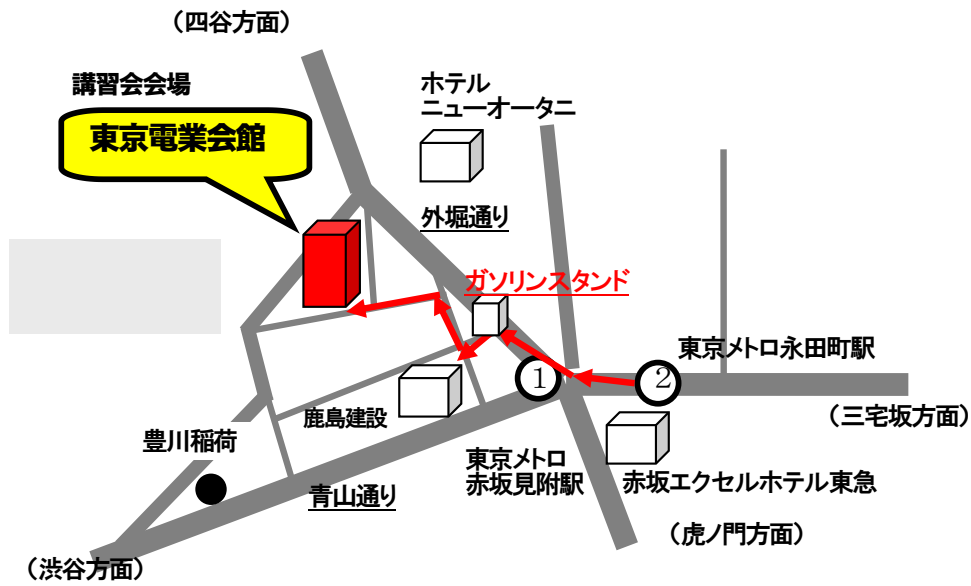 （四谷方面）
講習会会場
東京電業会館
ホテル
ニューオータニ
外堀通り
ガソリンスタンド
東京メトロ永田町駅
①
②
（三宅坂方面）
鹿島建設
豊川稲荷
東京メトロ
赤坂見附駅
赤坂エクセルホテル東急
青山通り
（虎ノ門方面）
（渋谷方面）